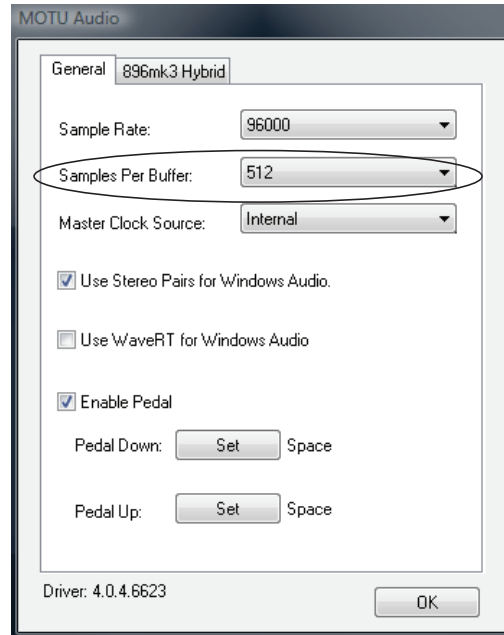 MOTU Audio
General 896mk3 Hybrid
Sample Rate: 96000
Samples Per Buffer: 512
Master Clock Source: Internal
Use Stereo Pairs for Windows Audio.
Use WaveRT for Windows Audio
Enable Pedal
Pedal Down: Set Space
Pedal Up: Set Space
Driver: 4.0.4.6623 OK